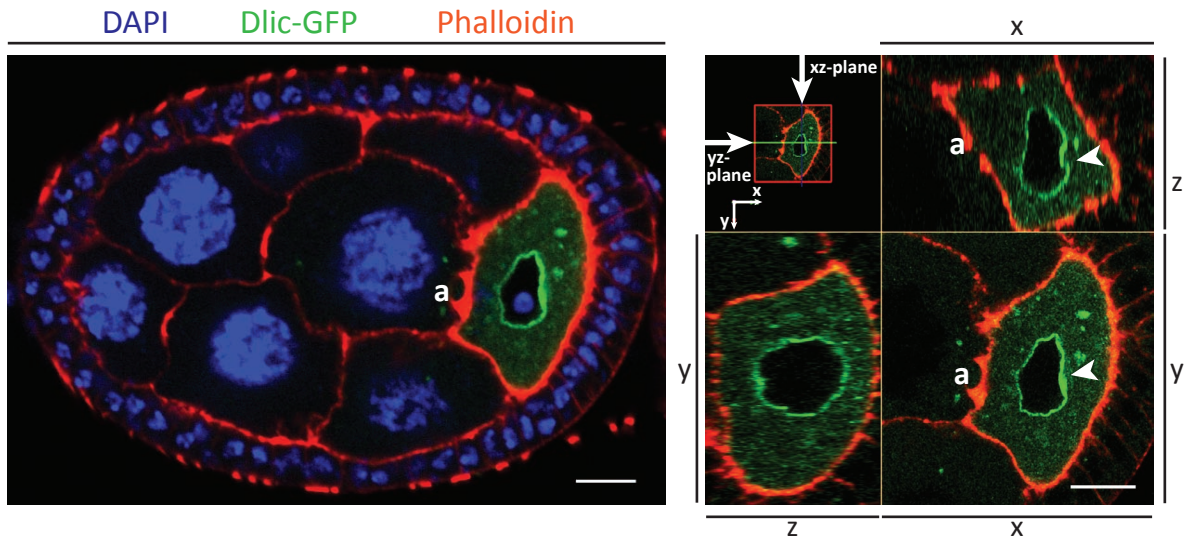 DAPI Dlic-GFP Phalloidin
a
x
xz-plane
yz-
plane
x
y
a
z
y
a
y
z
x